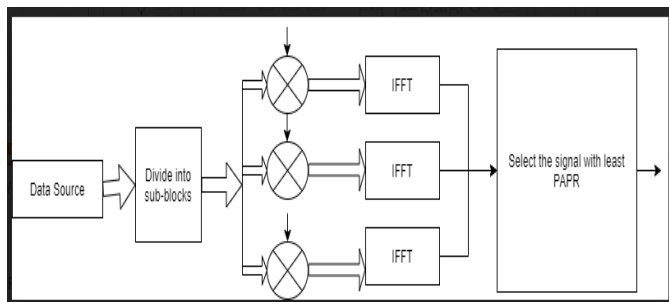 Data Source
Divide into
sub-blocks
IFFT
IFFT
IFFT
Select the signal with least
PAPR